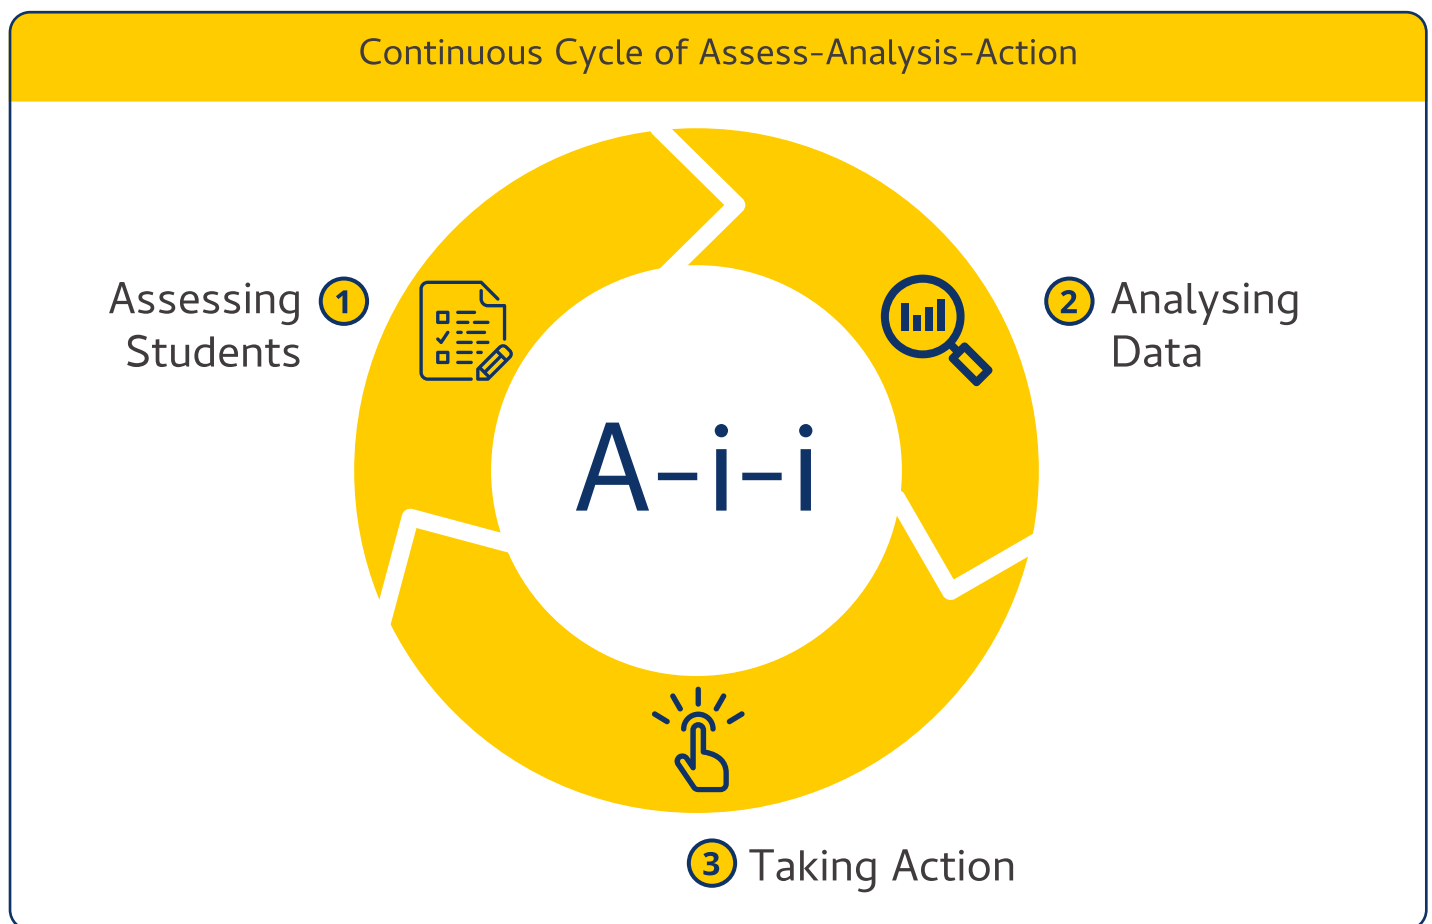 Continuous Cycle of Assess-Analysis-Action
Assessing
Students
1
2
Analysing
Data
A-i-i
3 Taking Action